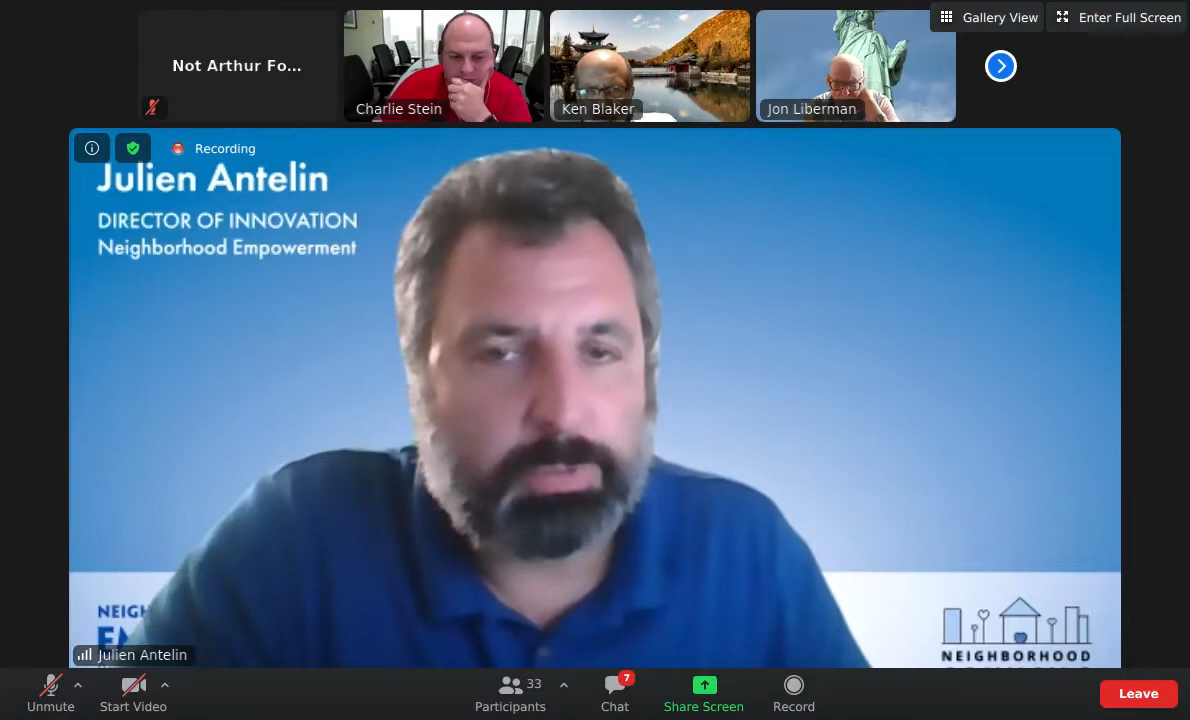 Not Arthur Fo...
Charlie Stein
Ken Blaker
Jon Liberman
Gallery View
Enter Full Screen
Recording
Julien Antelin
DIRECTOR OF INNOVATION
Neighborhood Empowerment
NEIGH
EM
NEIGHBORHOOD
Julien Antelin
Unmute
Start Video
33
Participants
7
Chat
Share Screen
Record
Leave